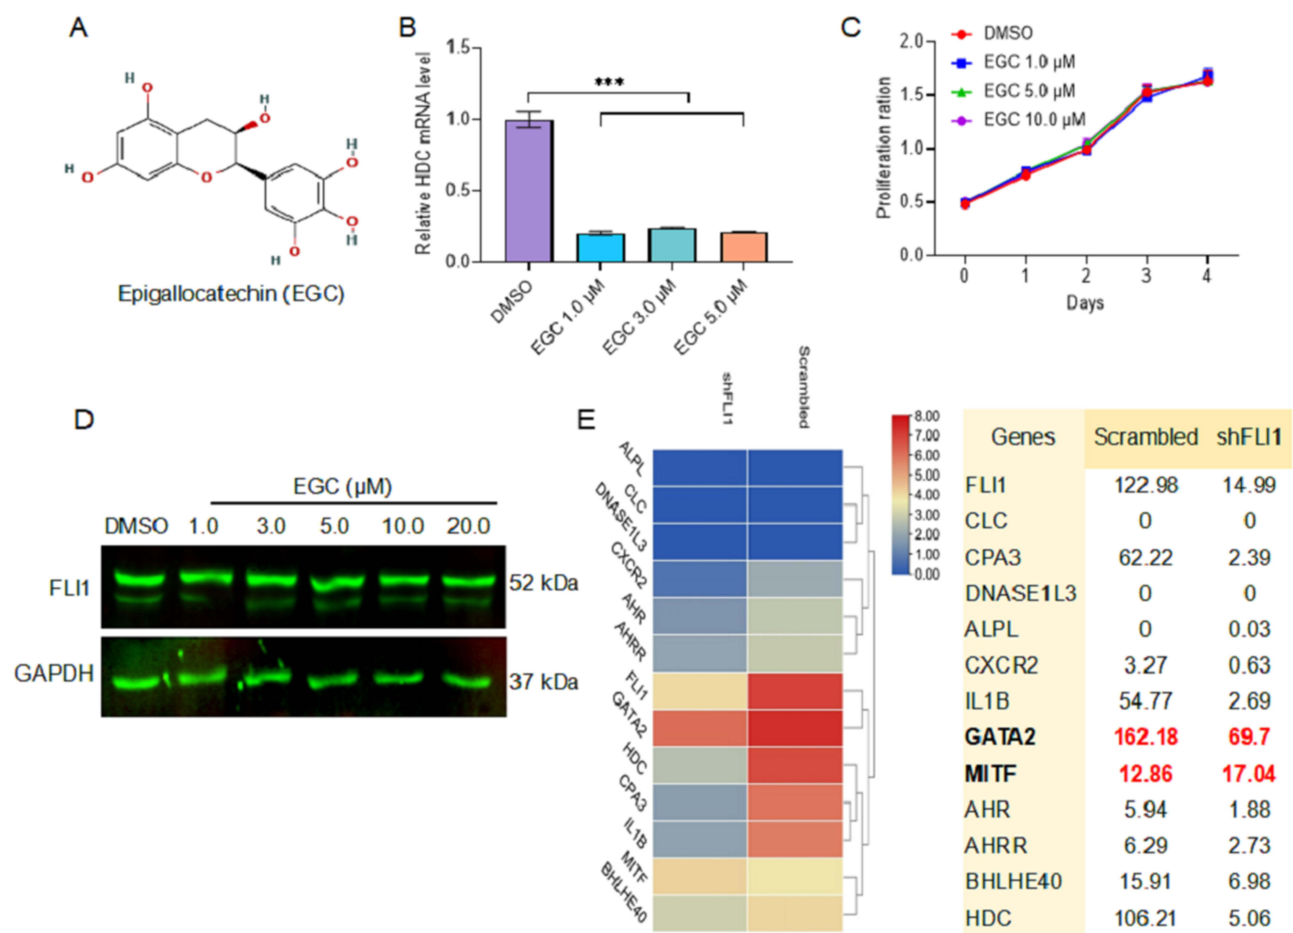 A
H
O
H
O
H
O
O
H
H
O
O
H
O
H
Epigallocatechin (EGC)
B
Relative HDC mRNA level
1.5
1.0
0.5
0.0
***
DMSO
EGC 1.0 µM
EGC 3.0 µM
EGC 5.0 µM
C
DMSO
EGC 1.0 µM
EGC 5.0 µM
EGC 10.0 µM
Proliferation ration
2.0
1.5
1.0
0.5
0.0
0 1 2 3 4
Days
D
EGC (µM)
DMSO 1.0 3.0 5.0 10.0 20.0
FLI1
52 kDa
GAPDH
37 kDa
E
shFLI1
Scrambled
ALPL
CLC
DNASE1L3
CXCR2
AHR
AHRR
FLI1
GATA2
HDC
CPA3
IL1B
MITF
BHLHE40
8.00
7.00
6.00
5.00
4.00
3.00
2.00
1.00
0.00
Genes Scrambled shFLI1
FLI1 122.98 14.99
CLC 0 0
CPA3 62.22 2.39
DNASE1L3 0 0
ALPL 0 0.03
CXCR2 3.27 0.63
IL1B 54.77 2.69
GATA2 162.18 69.7
MITF 12.86 17.04
AHR 5.94 1.88
AHRR 6.29 2.73
BHLHE40 15.91 6.98
HDC 106.21 5.06